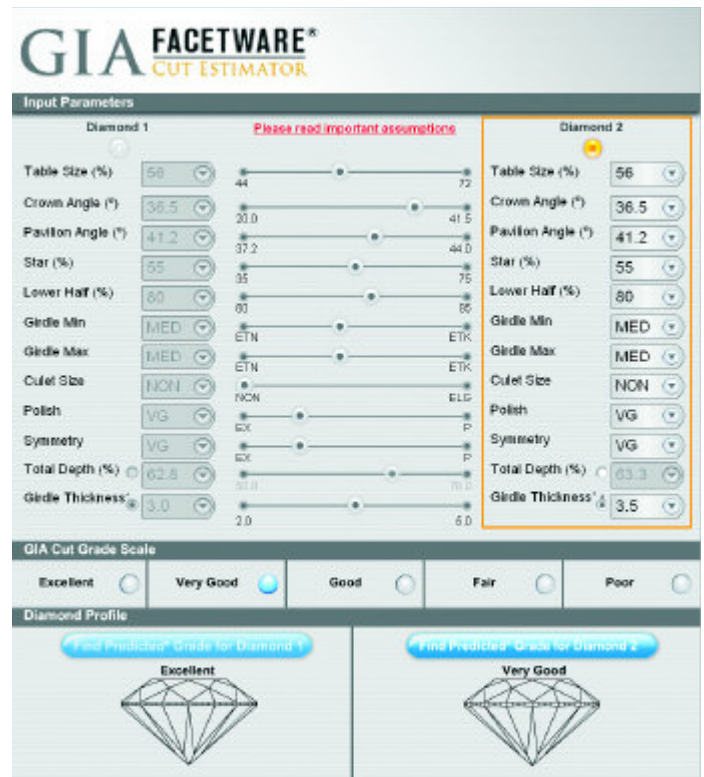 GIA FACETWARE®
CUT ESTIMATOR
Input Parameters
Diamond 1 Please read important assumptions Diamond 2
Table Size (%) 56 44 72 Table Size (%) 56
Crown Angle (°) 36.5 20.0 41.5 Crown Angle (°) 36.5
Pavilion Angle (°) 41.2 37.2 44.0 Pavilion Angle (°) 41.2
Star (%) 55 35 75 Star (%) 55
Lower Half (%) 80 60 95 Lower Half (%) 80
Girdle Min MED ETN ETK Girdle Min MED
Girdle Max MED ETN ETK Girdle Max MED
Culet Size NON NON ELG Culet Size NON
Polish VG EX P Polish VG
Symmetry VG EX P Symmetry VG
Total Depth (%) 62.8 Total Depth (%) 63.3
Girdle Thickness 3.0 2.0 6.0 Girdle Thickness 3.5
GIA Cut Grade Scale
Excellent Very Good Good Fair Poor
Diamond Profile
Find Predicted* Grade for Diamond 1 Find Predicted* Grade for Diamond 2
Excellent Very Good